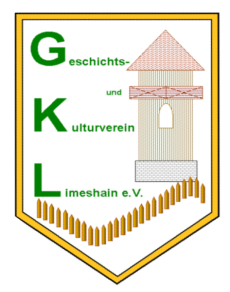 Geschichts-
und
Kulturverein
Limeshain e.V.